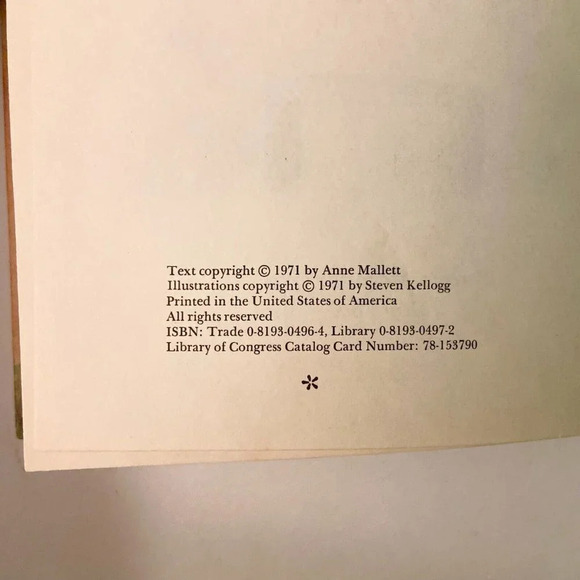 Text copyright © 1971 by Anne Mallett
Illustrations copyright © 1971 by Steven Kellogg
Printed in the United States of America
All rights reserved
ISBN: Trade 0-8193-0496-4, Library 0-8193-0497-2
Library of Congress Catalog Card Number: 78-153790